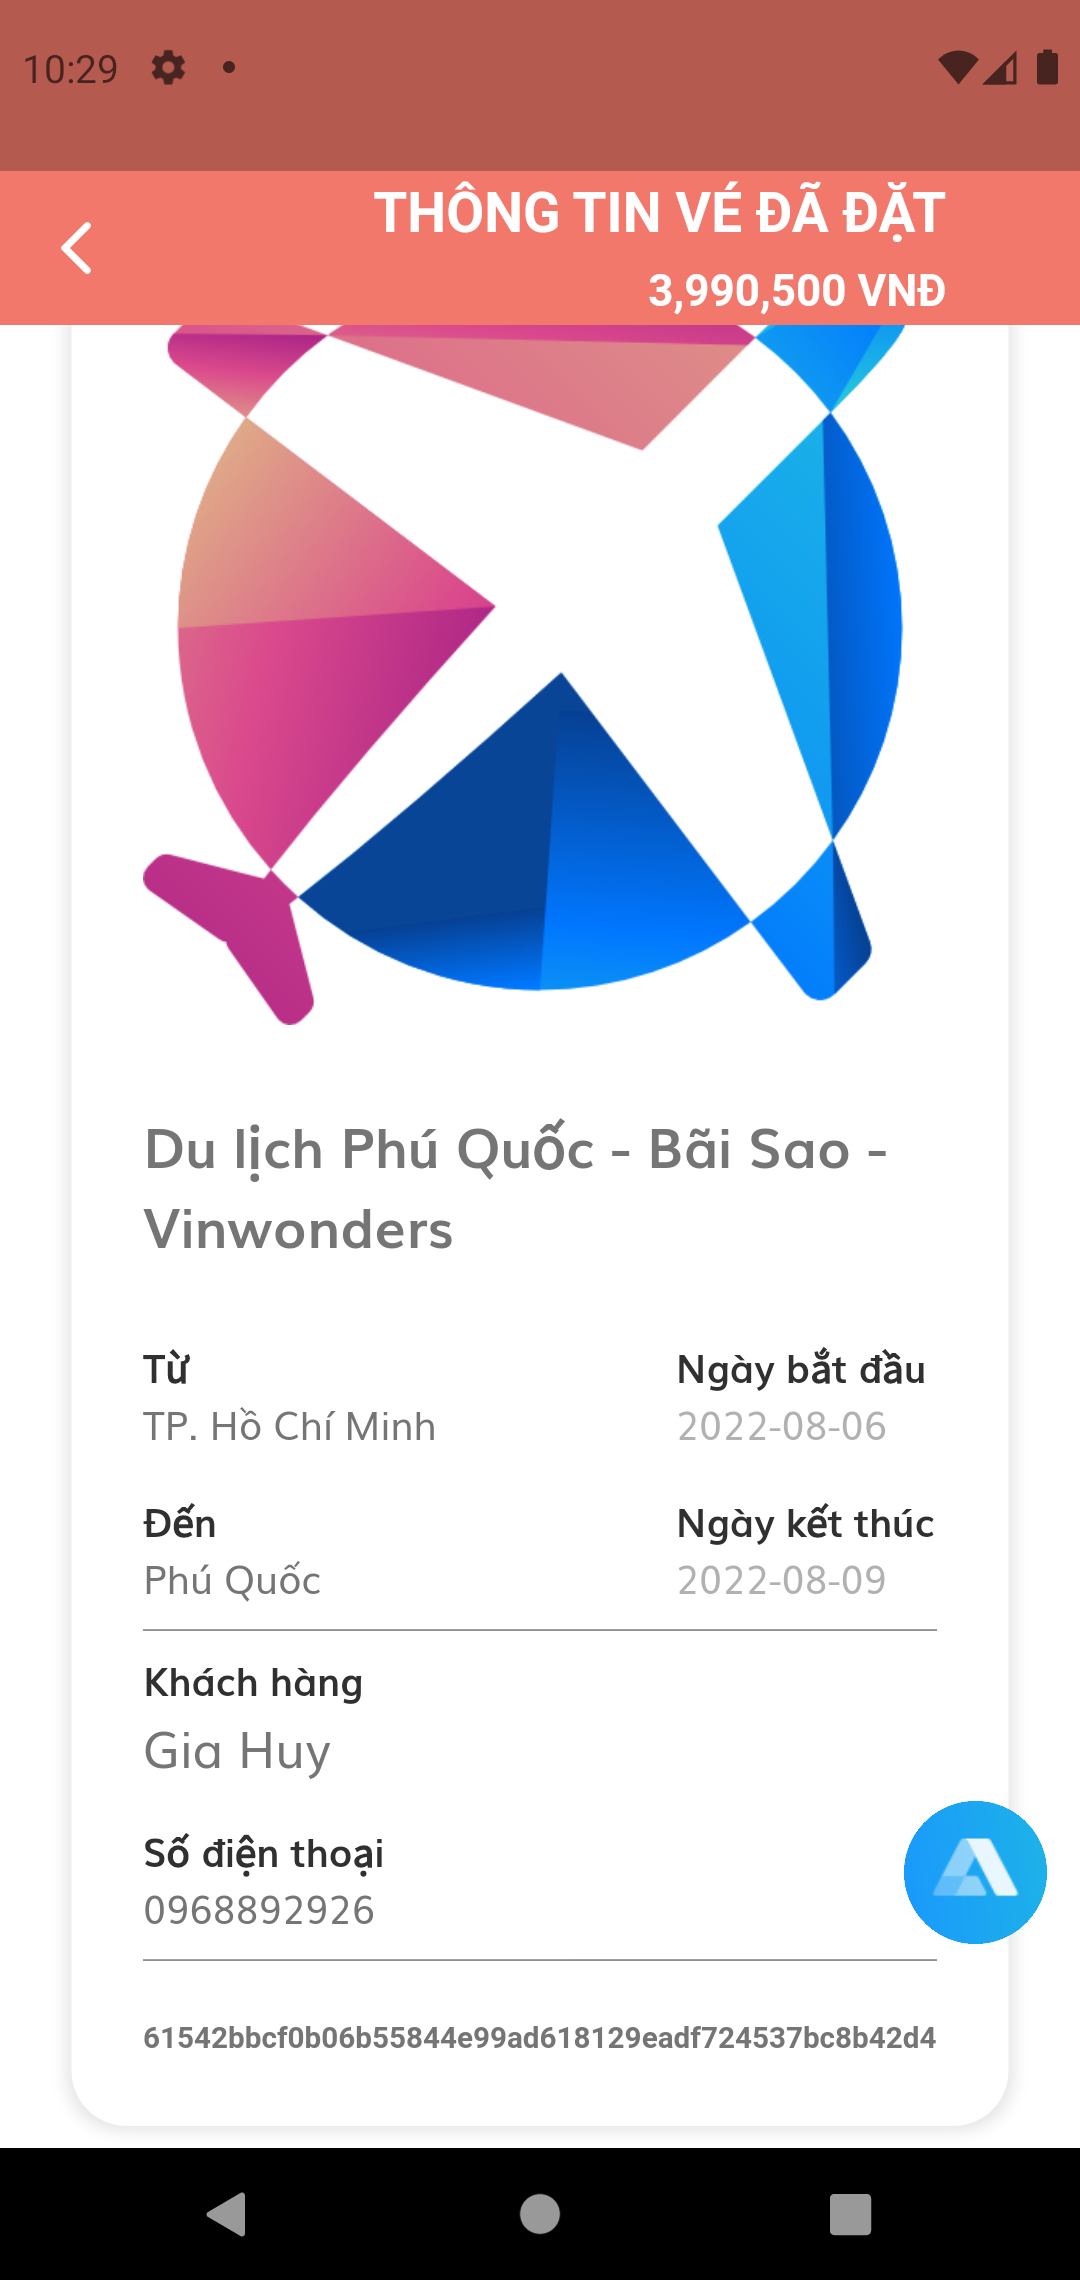 10:29
THÔNG TIN VÉ ĐÃ ĐẶT
3,990,500 VNĐ
Du lịch Phú Quốc - Bãi Sao -
Vinwonders
Từ
Ngày bắt đầu
TP. Hồ Chí Minh
2022-08-06
Đến
Ngày kết thúc
Phú Quốc
2022-08-09
Khách hàng
Gia Huy
Số điện thoại
0968892926
61542bbcf0b06b55844e99ad618129eadf724537bc8b42d4